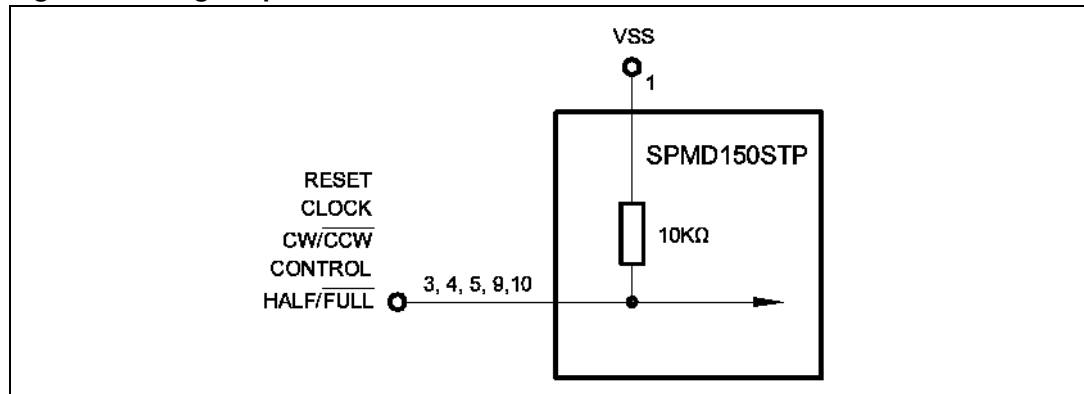 VSS
1
SPMD150STP
RESET
CLOCK
CW/CCW
CONTROL
HALF/FULL
3, 4, 5, 9,10
10KΩ